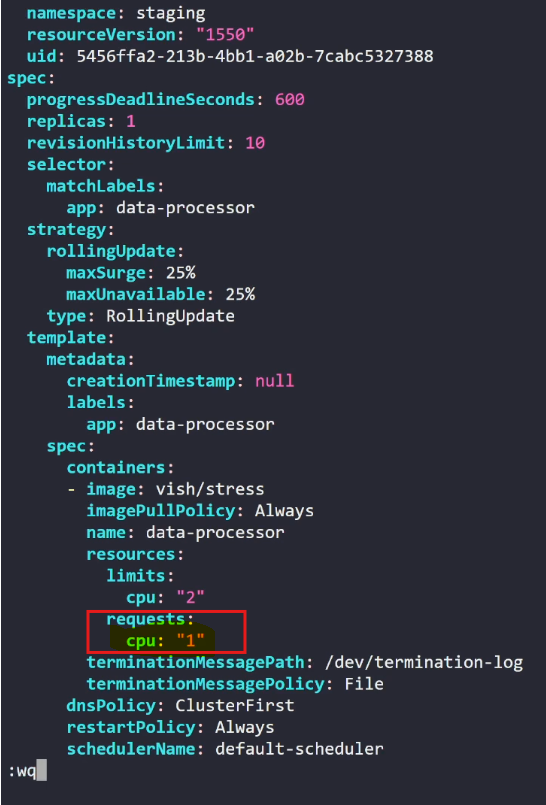 namespace: staging
resourceVersion: "1550"
uid: 5456ffa2-213b-4bb1-a02b-7cabc5327388
spec:
progressDeadlineSeconds: 600
replicas: 1
revisionHistoryLimit: 10
selector:
matchLabels:
app: data-processor
strategy:
rollingUpdate:
maxSurge: 25%
maxUnavailable: 25%
type: RollingUpdate
template:
metadata:
creationTimestamp: null
labels:
app: data-processor
spec:
containers:
- image: vish/stress
imagePullPolicy: Always
name: data-processor
resources:
limits:
cpu: "2"
requests:
cpu: "1"
terminationMessagePath: /dev/termination-log
terminationMessagePolicy: File
dnsPolicy: ClusterFirst
restartPolicy: Always
schedulerName: default-scheduler
:wq